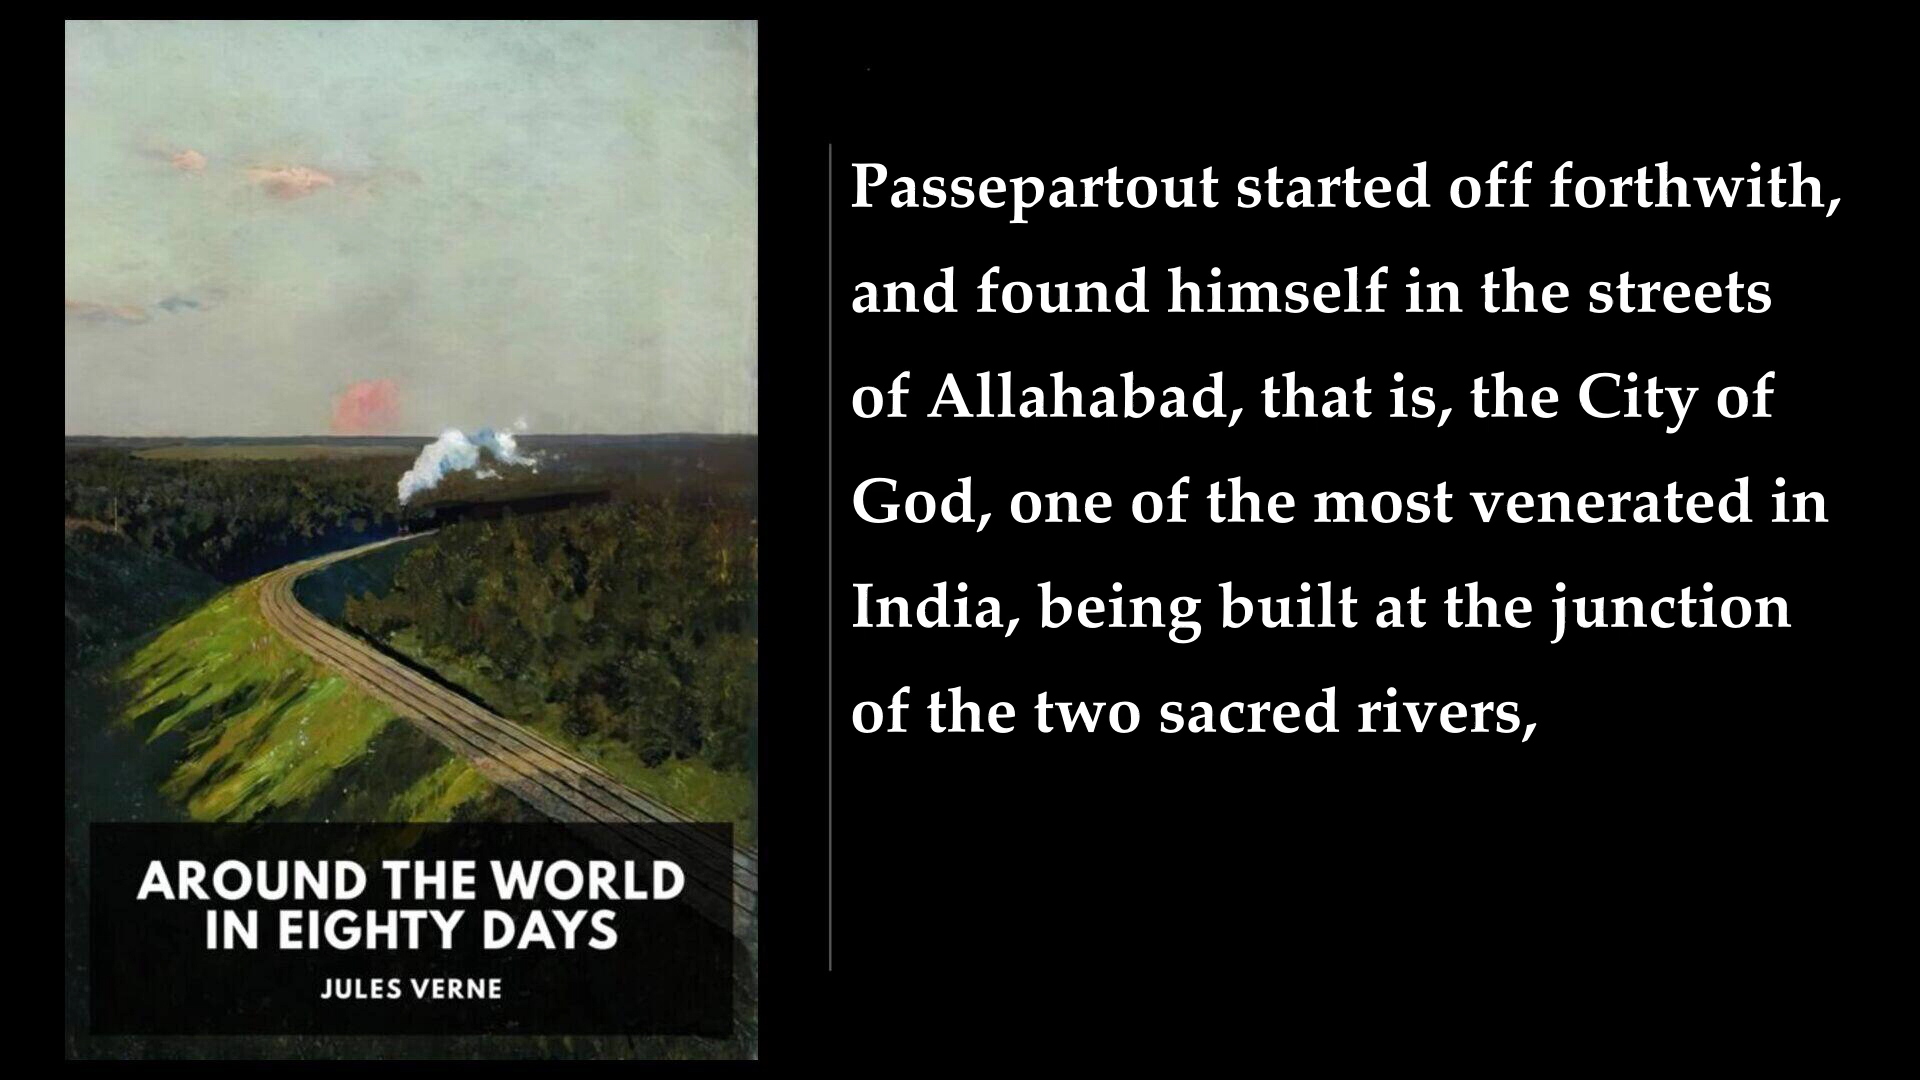 Passepartout started off forthwith,
and found himself in the streets
of Allahabad, that is, the City of
God, one of the most venerated in
India, being built at the junction
of the two sacred rivers,
AROUND THE WORLD
IN EIGHTY DAYS
JULES VERNE